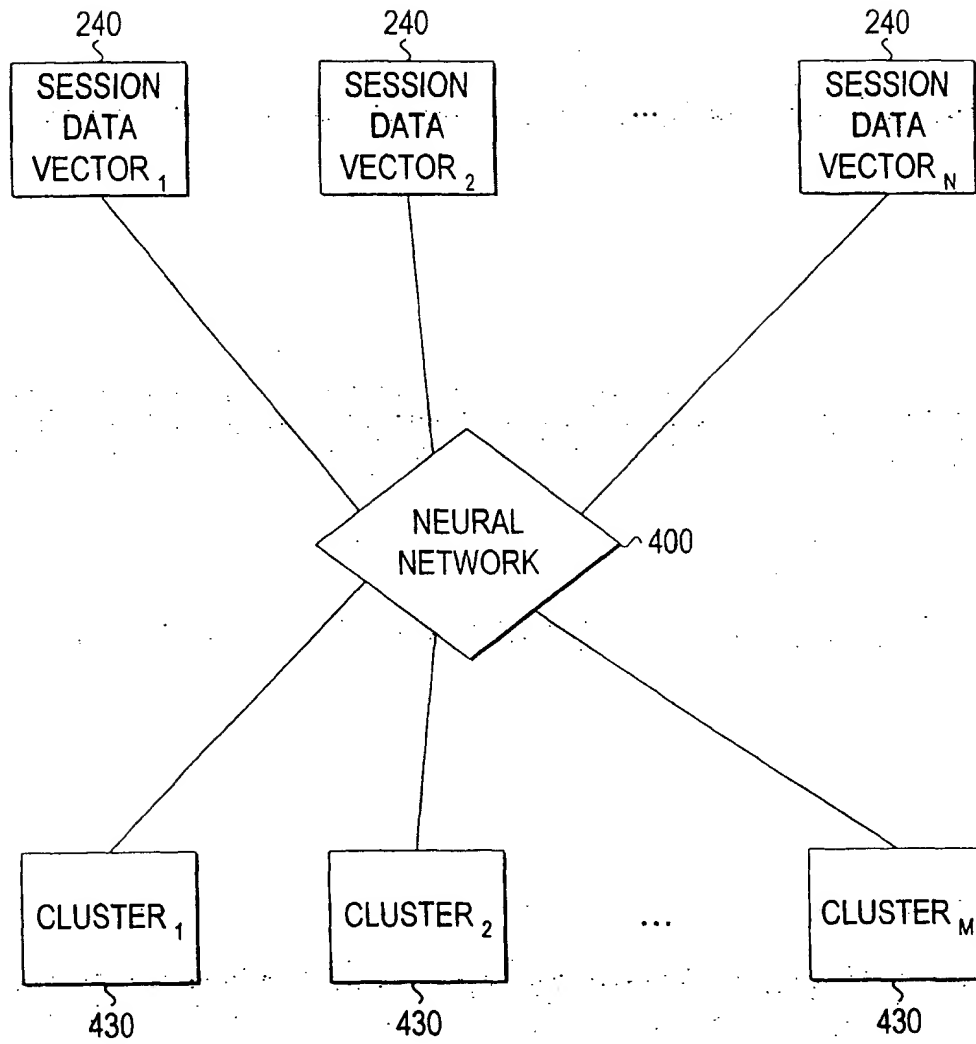 240 240 240
SESSION DATA VECTOR 1
SESSION DATA VECTOR 2
...
SESSION DATA VECTOR N
NEURAL NETWORK
400
CLUSTER 1
CLUSTER 2
...
CLUSTER M
430 430 430